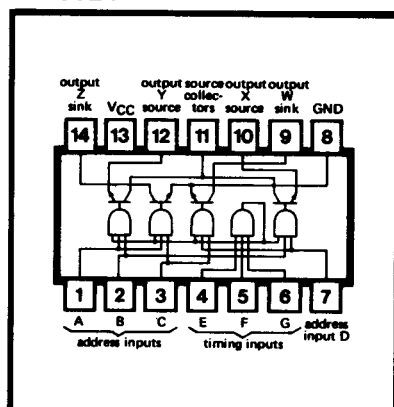 output source output output
Z Y collec- X W
sink VCC source tors source sink GND
14 13 12 11 10 9 8
1 2 3 4 5 6 7
A B C E F G address
address inputs timing inputs input D